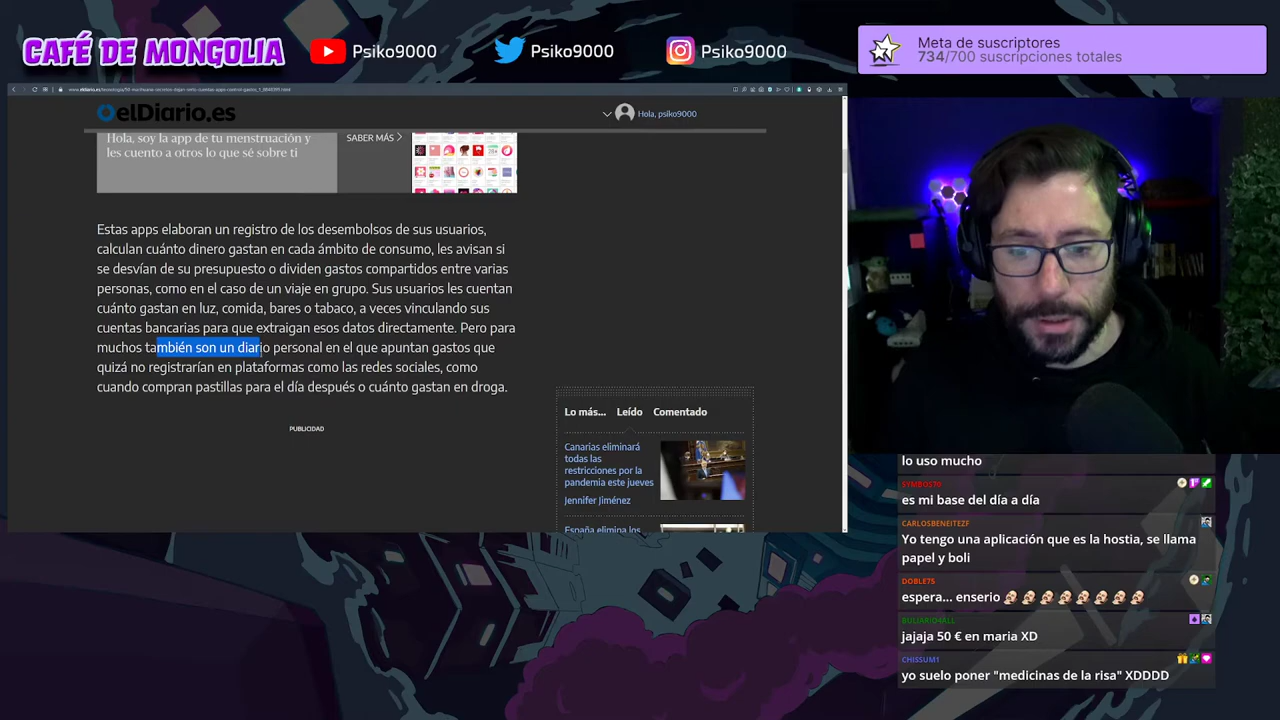 CAFÉ DE MONGOLIA
Psiko9000
Psiko9000
Psiko9000
Meta de suscriptores
734/700 suscripciones totales
elDiario.es
Hola, psiko9000
Hola, soy la app de tu menstruación y
les cuento a otros lo que sé sobre ti
SABER MÁS
Estas apps elaboran un registro de los desembolsos de sus usuarios,
calculan cuánto dinero gastan en cada ámbito de consumo, les avisan si
se desvían de su presupuesto o dividen gastos compartidos entre varias
personas, como en el caso de un viaje en grupo. Sus usuarios les cuentan
cuánto gastan en luz, comida, bares o tabaco, a veces vinculando sus
cuentas bancarias para que extraigan esos datos directamente. Pero para
muchos también son un diario personal en el que apuntan gastos que
quizá no registrarían en plataformas como las redes sociales, como
cuando compran pastillas para el día después o cuánto gastan en droga.
PUBLICIDAD
Lo más... Leído Comentado
Canarias eliminará
todas las
restricciones por la
pandemia este jueves
Jennifer Jiménez
España elimina los
lo uso mucho
SYMBOS10
es mi base del día a día
CARLOSBENEITEZF
Yo tengo una aplicación que es la hostia, se llama
papel y boli
DOBLE75
espera... enserio
BULIARIO4ALL
jajaja 50 € en maria XD
CHISSUM1
yo suelo poner "medicinas de la risa" XDDDD